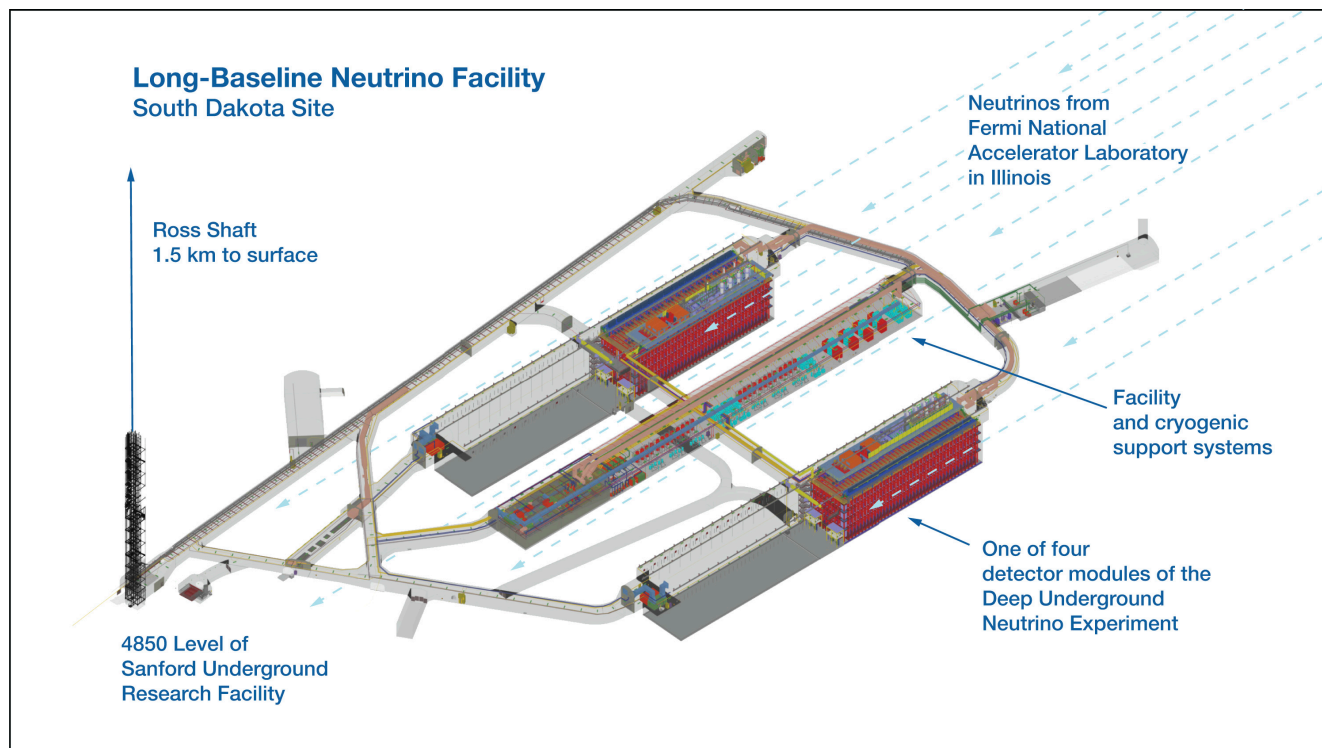 Long-Baseline Neutrino Facility
South Dakota Site
Neutrinos from
Fermi National
Accelerator Laboratory
in Illinois
Ross Shaft
1.5 km to surface
Facility
and cryogenic
support systems
One of four
detector modules of the
Deep Underground
Neutrino Experiment
4850 Level of
Sanford Underground
Research Facility